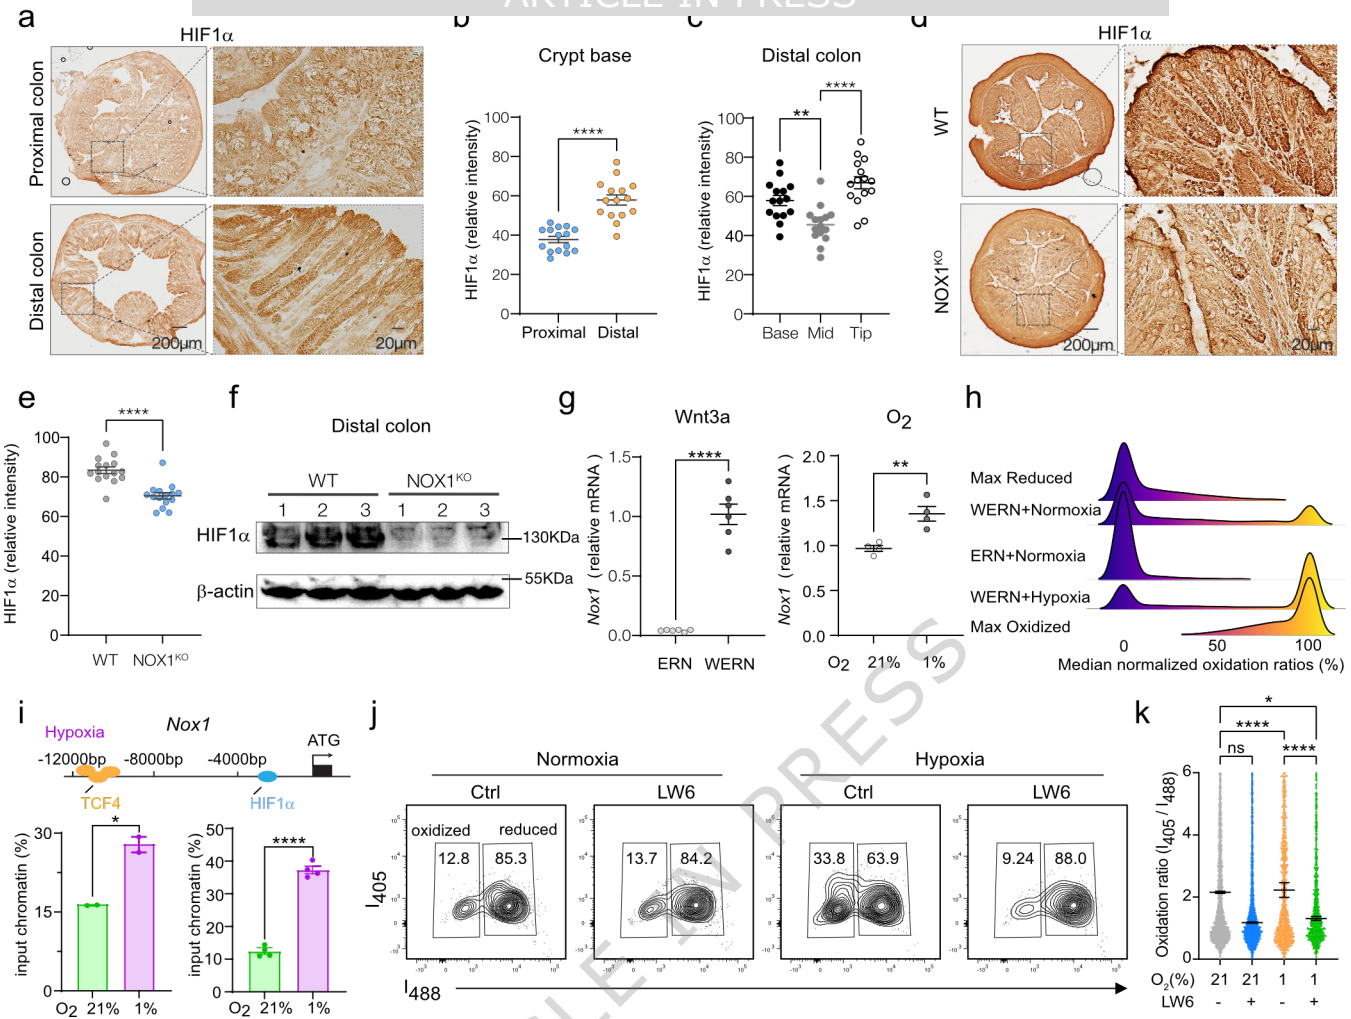 ARTICLE IN PRESS
a
HIF1α
Proximal colon
Distal colon
200µm
20µm
b
Crypt base
HIF1α (relative intensity)
100
80
60
40
20
0
****
Proximal Distal
c
Distal colon
HIF1α (relative intensity)
100
80
60
40
20
0
**
****
Base Mid Tip
d
HIF1α
WT
NOX1KO
200µm
20µm
e
HIF1α (relative intensity)
100
80
60
40
20
0
****
WT NOX1KO
f
Distal colon
WT NOX1KO
1 2 3 1 2 3
HIF1α
130KDa
55KDa
β-actin
g
Wnt3a
Nox1 (relative mRNA )
1.5
1.0
0.5
0.0
****
ERN WERN
O2
Nox1 (relative mRNA )
2.0
1.5
1.0
0.5
0.0
**
O2 21% 1%
h
Max Reduced
WERN+Normoxia
ERN+Normoxia
WERN+Hypoxia
Max Oxidized
0 50 100
Median normalized oxidation ratios (%)
i
Nox1
Hypoxia
-12000bp -8000bp -4000bp ATG
TCF4 HIF1α
input chromatin (%)
30
15
0
*
O2 21% 1%
input chromatin (%)
50
40
30
20
10
0
****
O2 21% 1%
j
Normoxia Hypoxia
Ctrl LW6 Ctrl LW6
oxidized reduced
12.8 85.3
13.7 84.2
33.8 63.9
9.24 88.0
I405
I488
k
Oxidation ratio (I405 / I488)
6
4
2
0
*
****
ns ****
O2(%) 21 21 1 1
LW6 - + - +
ARTICLE IN PRESS